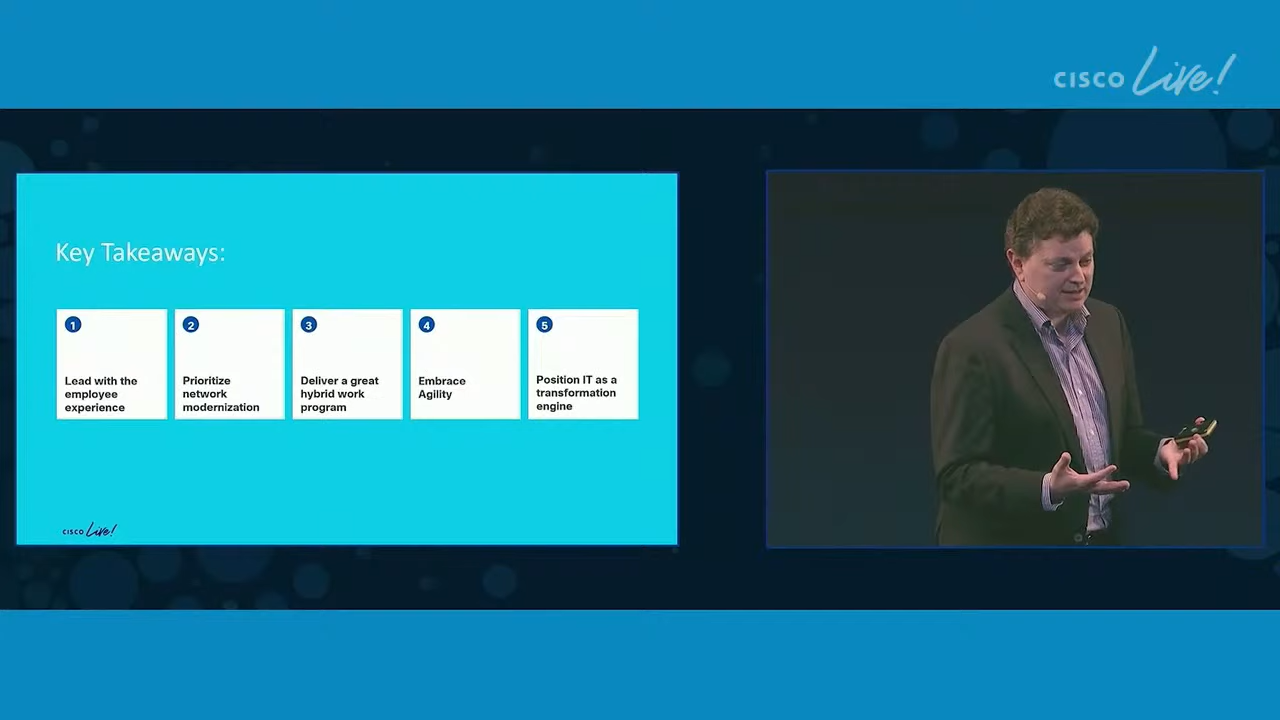 CISCO Live!
Key Takeaways:
1
Lead with the
employee
experience
2
Prioritize
network
modernization
3
Deliver a great
hybrid work
program
4
Embrace
Agility
5
Position IT as a
transformation
engine
CISCO Live!